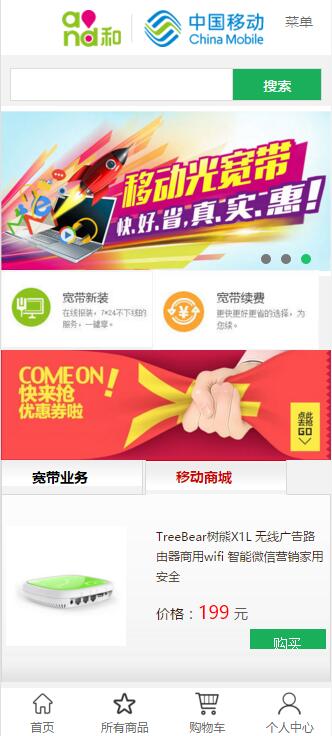 and和
中国移动
China Mobile
菜单
搜索
移动光宽带
快.好.省,真.实.惠!
宽带新装
在线报装，7*24不下线的
服务，一键享。
宽带续费
更快更好更省的选择，为
您续。
COME ON!
快来抢
优惠券啦
点此
去抢
GO
宽带业务
移动商城
TreeBear树熊X1L 无线广告路
由器商用wifi 智能微信营销家用
安全
价格：199 元
购买
首页
所有商品
购物车
个人中心